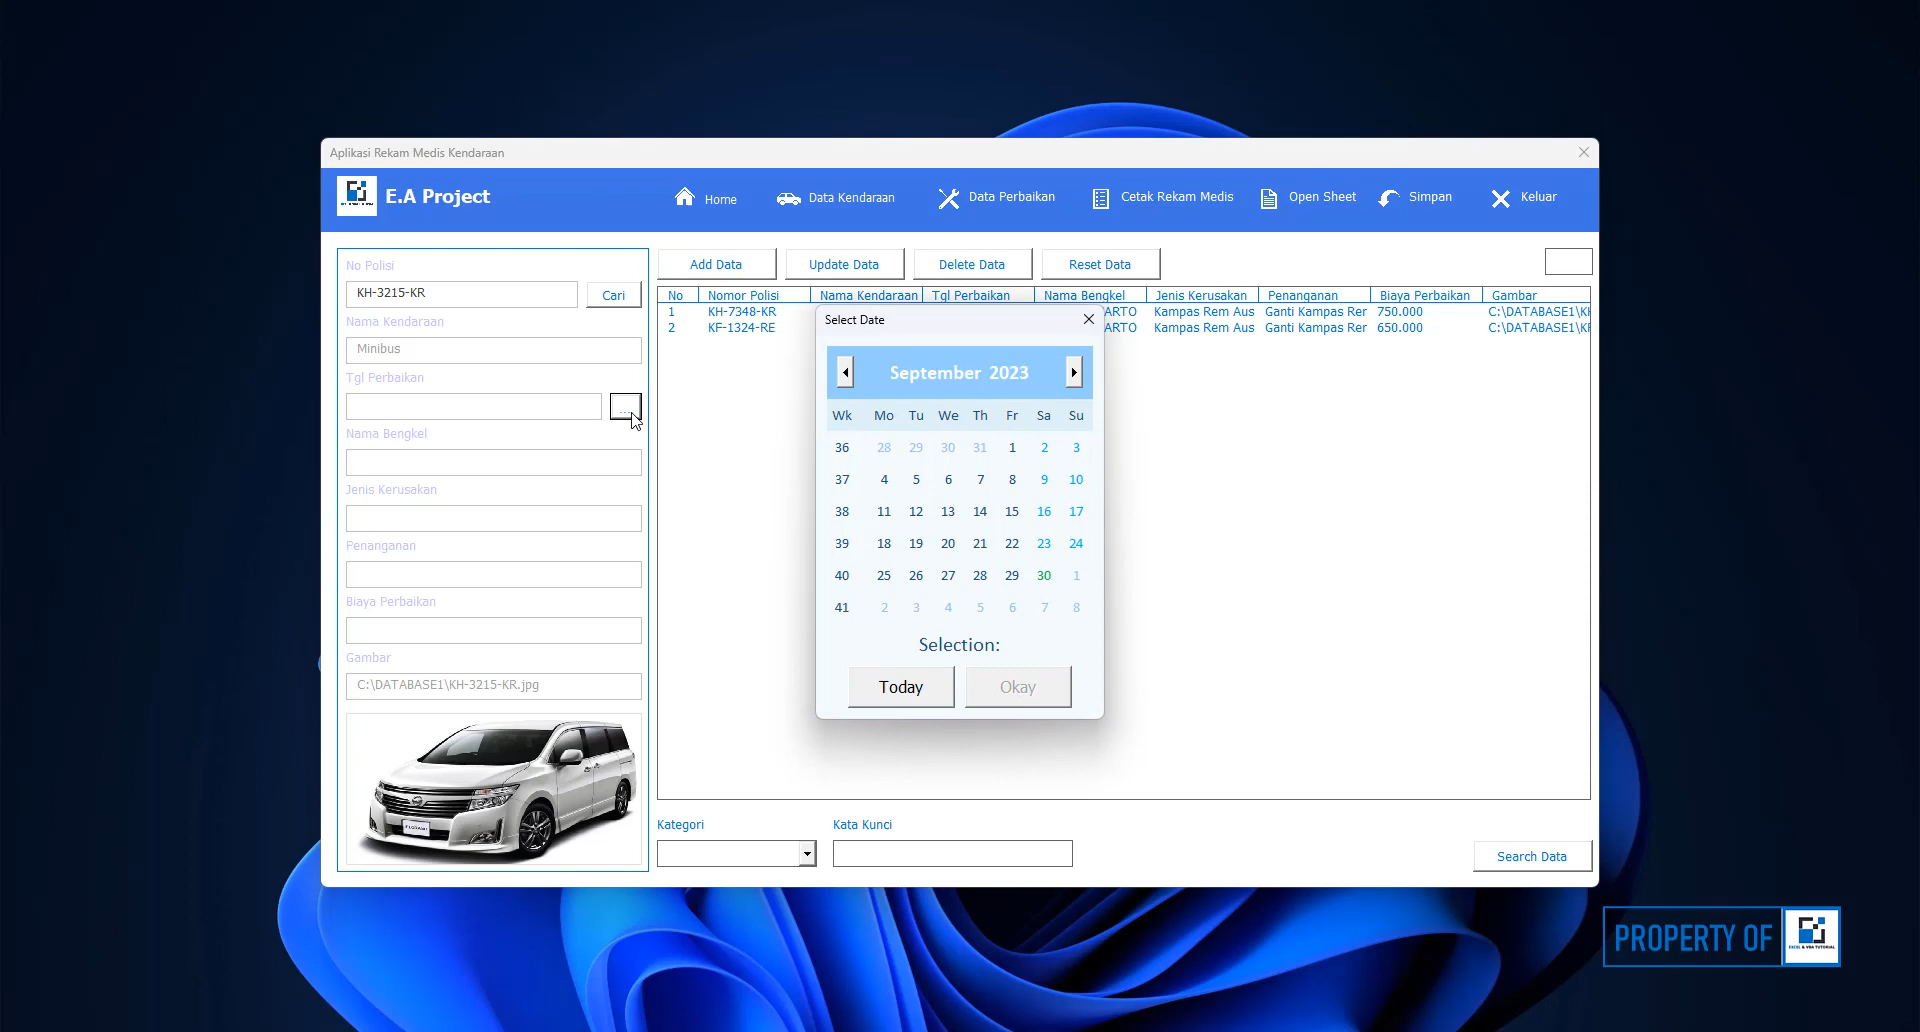 Aplikasi Rekam Medis Kendaraan
E.A Project
Home
Data Kendaraan
Data Perbaikan
Cetak Rekam Medis
Open Sheet
Simpan
Keluar
No Polisi
KH-3215-KR
Cari
Nama Kendaraan
Minibus
Tgl Perbaikan
...
Nama Bengkel
Jenis Kerusakan
Penanganan
Biaya Perbaikan
Gambar
C:\DATABASE1\KH-3215-KR.jpg
Add Data
Update Data
Delete Data
Reset Data
No Nomor Polisi Nama Kendaraan Tgl Perbaikan Nama Bengkel Jenis Kerusakan Penanganan Biaya Perbaikan Gambar
1 KH-7348-KR ARTO Kampas Rem Aus Ganti Kampas Rer 750.000 C:\DATABASE1\KH
2 KF-1324-RE ARTO Kampas Rem Aus Ganti Kampas Rer 650.000 C:\DATABASE1\KF
Select Date
September 2023
Wk Mo Tu We Th Fr Sa Su
36 28 29 30 31 1 2 3
37 4 5 6 7 8 9 10
38 11 12 13 14 15 16 17
39 18 19 20 21 22 23 24
40 25 26 27 28 29 30 1
41 2 3 4 5 6 7 8
Selection:
Today
Okay
Kategori
Kata Kunci
Search Data
PROPERTY OF
EXCEL & VBA TUTORIAL